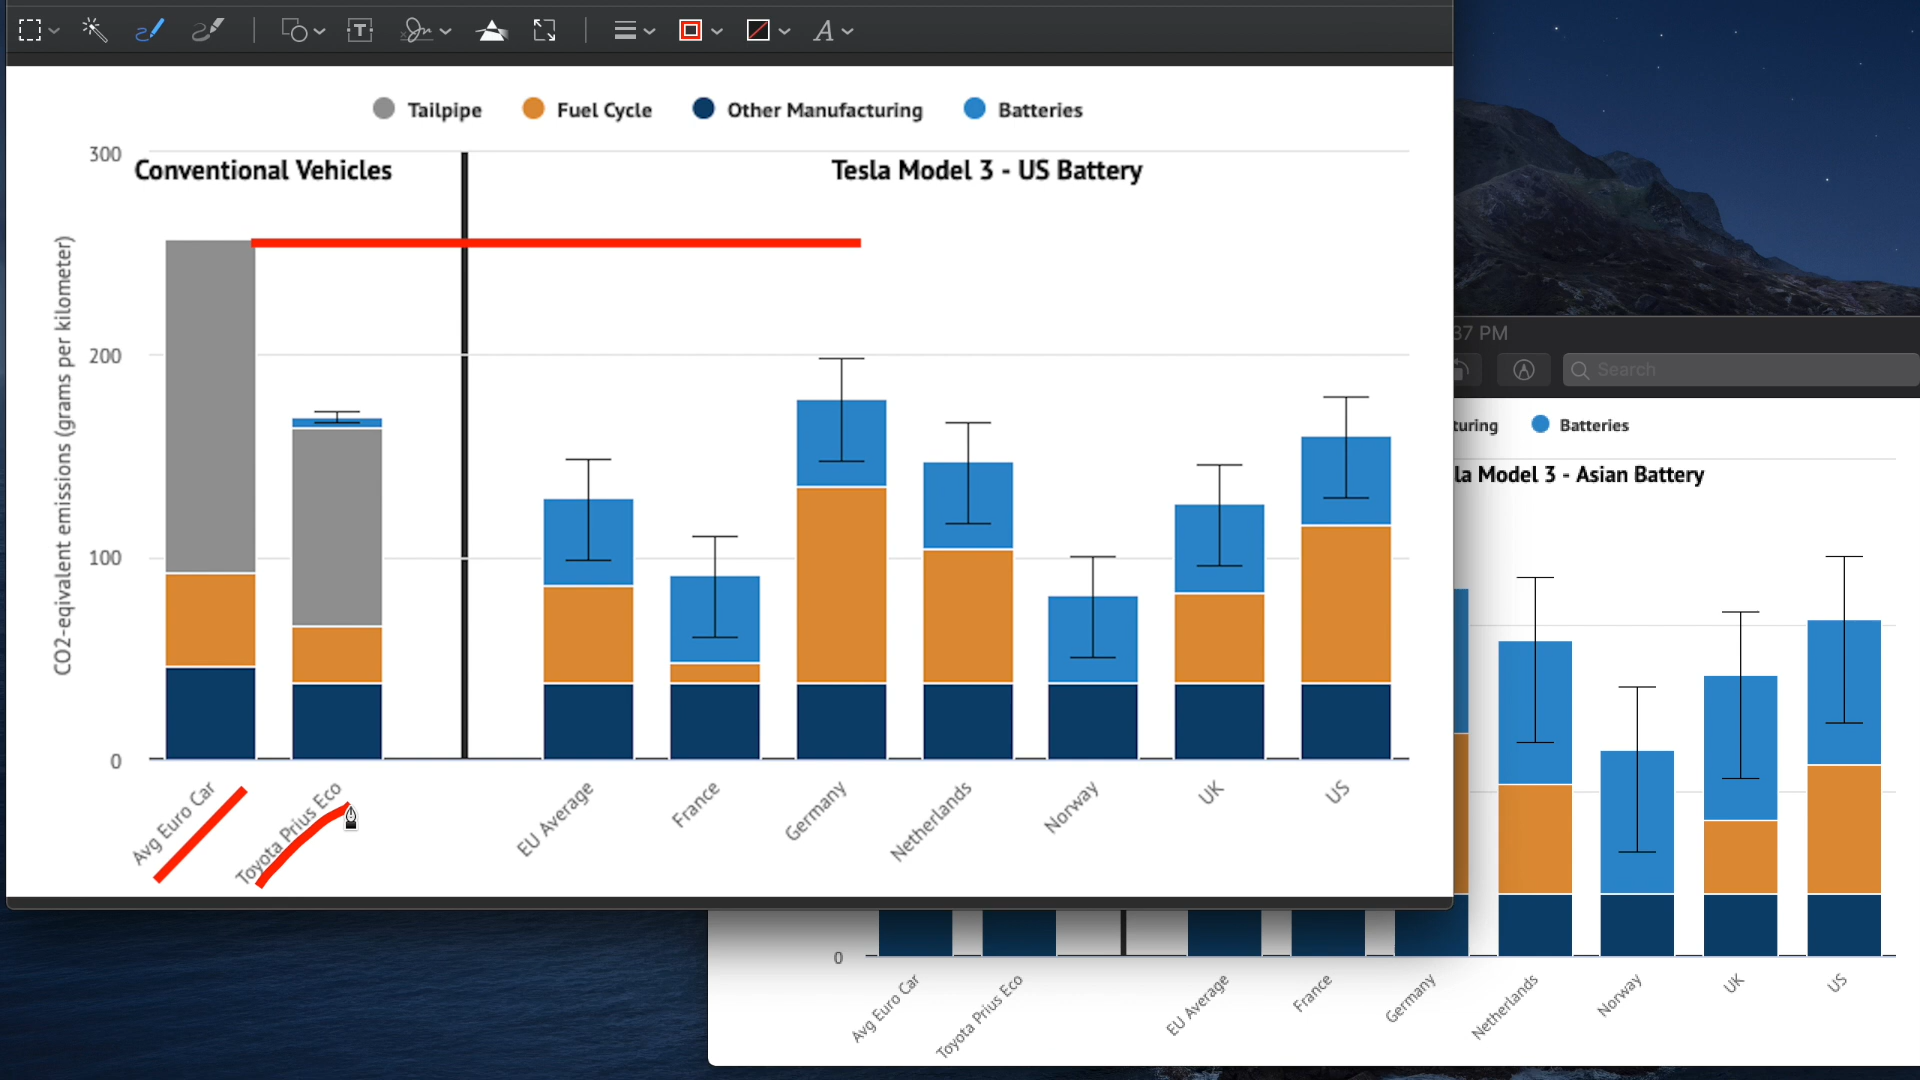 Tailpipe Fuel Cycle Other Manufacturing Batteries
300
Conventional Vehicles Tesla Model 3 - US Battery
CO2-eqivalent emissions (grams per kilometer)
200
100
0
Avg Euro Car
Toyota Prius Eco
EU Average
France
Germany
Netherlands
Norway
UK
US
37 PM
Search
turing Batteries
la Model 3 - Asian Battery
0
Avg Euro Car
Toyota Prius Eco
EU Average
France
Germany
Netherlands
Norway
UK
US